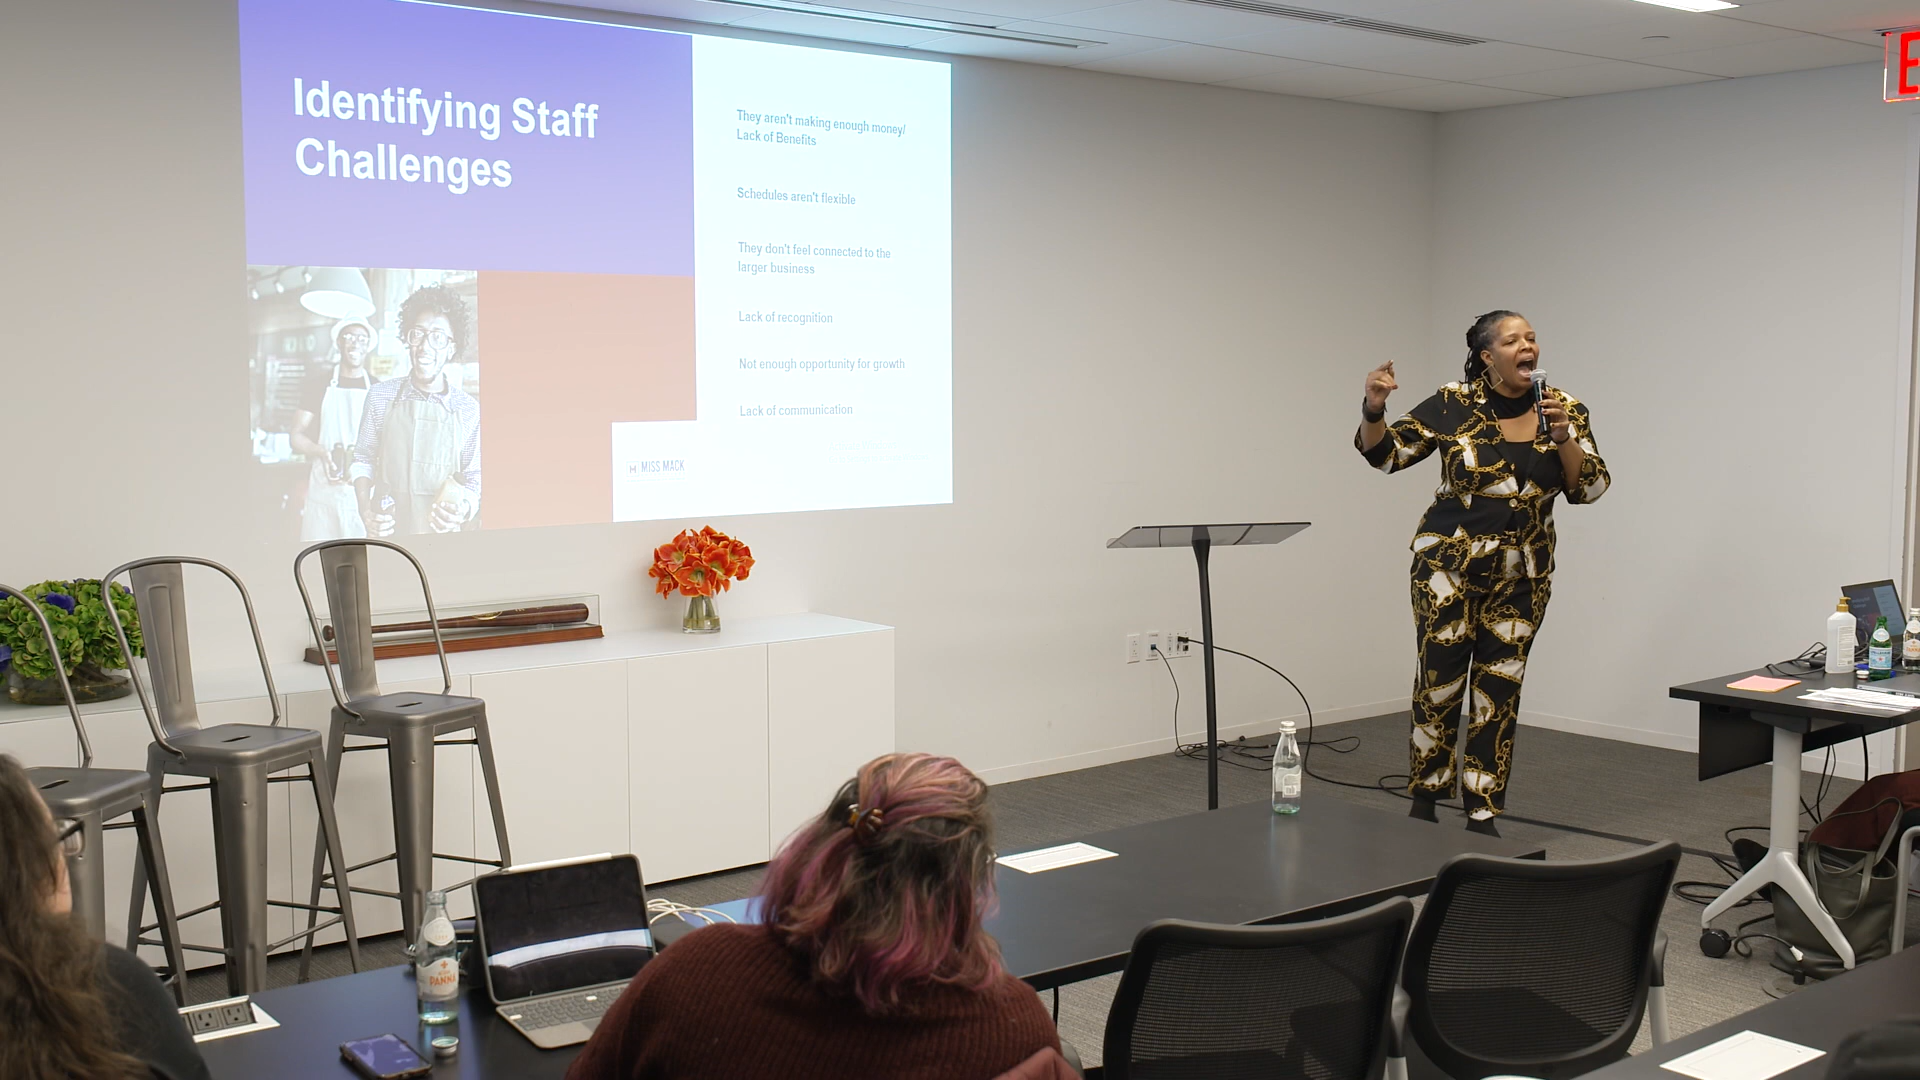 Identifying Staff
Challenges
They aren't making enough money/
Lack of Benefits
Schedules aren't flexible
They don't feel connected to the
larger business
Lack of recognition
Not enough opportunity for growth
Lack of communication
MISS MACK
E
PANNA